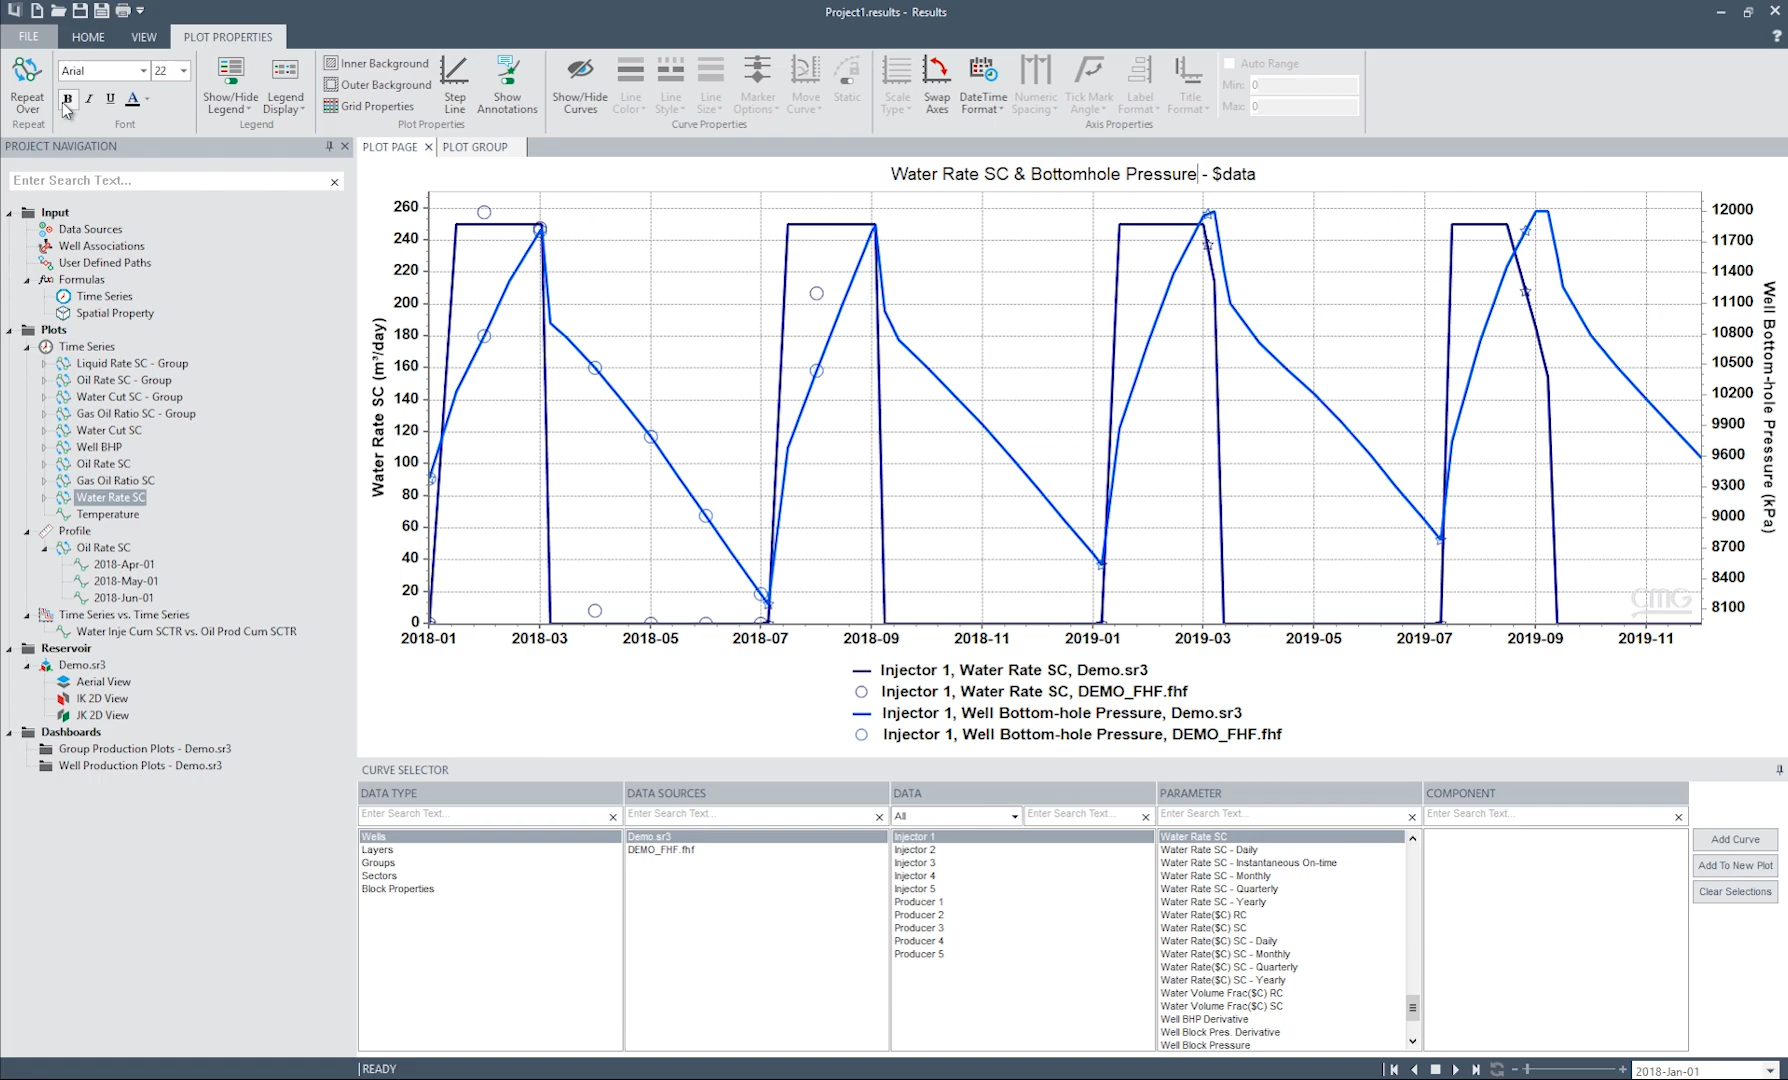 Project1.results - Results
FILE
HOME
VIEW
PLOT PROPERTIES
?
Arial
22
B
I
U
A
Repeat Over
Repeat
Font
Show/Hide Legend
Legend Display
Legend
Inner Background
Outer Background
Grid Properties
Step Line
Show Annotations
Plot Properties
Show/Hide Curves
Line Color
Line Style
Line Size
Marker Options
Move Curve
Static
Curve Properties
Scale Type
Swap Axes
DateTime Format
Numeric Spacing
Tick Mark Angle
Label Format
Title Format
Axis Properties
Auto Range
Min: 0
Max: 0
PROJECT NAVIGATION
Enter Search Text...
Input
Data Sources
Well Associations
User Defined Paths
Formulas
Time Series
Spatial Property
Plots
Time Series
Liquid Rate SC - Group
Oil Rate SC - Group
Water Cut SC - Group
Gas Oil Ratio SC - Group
Water Cut SC
Well BHP
Oil Rate SC
Gas Oil Ratio SC
Water Rate SC
Temperature
Profile
Oil Rate SC
2018-Apr-01
2018-May-01
2018-Jun-01
Time Series vs. Time Series
Water Inje Cum SCTR vs. Oil Prod Cum SCTR
Reservoir
Demo.sr3
Aerial View
IK 2D View
JK 2D View
Dashboards
Group Production Plots - Demo.sr3
Well Production Plots - Demo.sr3
PLOT PAGE
PLOT GROUP
Water Rate SC & Bottomhole Pressure - $data
Water Rate SC (m³/day)
260
240
220
200
180
160
140
120
100
80
60
40
20
0
2018-01
2018-03
2018-05
2018-07
2018-09
2018-11
2019-01
2019-03
2019-05
2019-07
2019-09
2019-11
12000
11700
11400
11100
10800
10500
10200
9900
9600
9300
9000
8700
8400
8100
Well Bottom-hole Pressure (kPa)
cmg
Injector 1, Water Rate SC, Demo.sr3
Injector 1, Water Rate SC, DEMO_FHF.fhf
Injector 1, Well Bottom-hole Pressure, Demo.sr3
Injector 1, Well Bottom-hole Pressure, DEMO_FHF.fhf
CURVE SELECTOR
DATA TYPE
Enter Search Text...
Wells
Layers
Groups
Sectors
Block Properties
DATA SOURCES
Enter Search Text...
Demo.sr3
DEMO_FHF.fhf
DATA
All
Enter Search Text...
Injector 1
Injector 2
Injector 3
Injector 4
Injector 5
Producer 1
Producer 2
Producer 3
Producer 4
Producer 5
PARAMETER
Enter Search Text...
Water Rate SC
Water Rate SC - Daily
Water Rate SC - Instantaneous On-time
Water Rate SC - Monthly
Water Rate SC - Quarterly
Water Rate SC - Yearly
Water Rate($C) RC
Water Rate($C) SC
Water Rate($C) SC - Daily
Water Rate($C) SC - Monthly
Water Rate($C) SC - Quarterly
Water Rate($C) SC - Yearly
Water Volume Frac($C) RC
Water Volume Frac($C) SC
Well BHP Derivative
Well Block Pres. Derivative
Well Block Pressure
COMPONENT
Enter Search Text...
Add Curve
Add To New Plot
Clear Selections
READY
2018-Jan-01